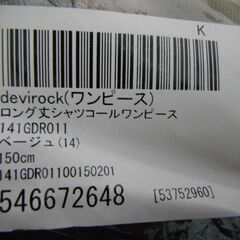 K
devirock(ワンピース)
ロング丈シャツコールワンピース
141GDR011
ベージュ(14)
150cm
141GDR01100150201
546672648
[53752960]